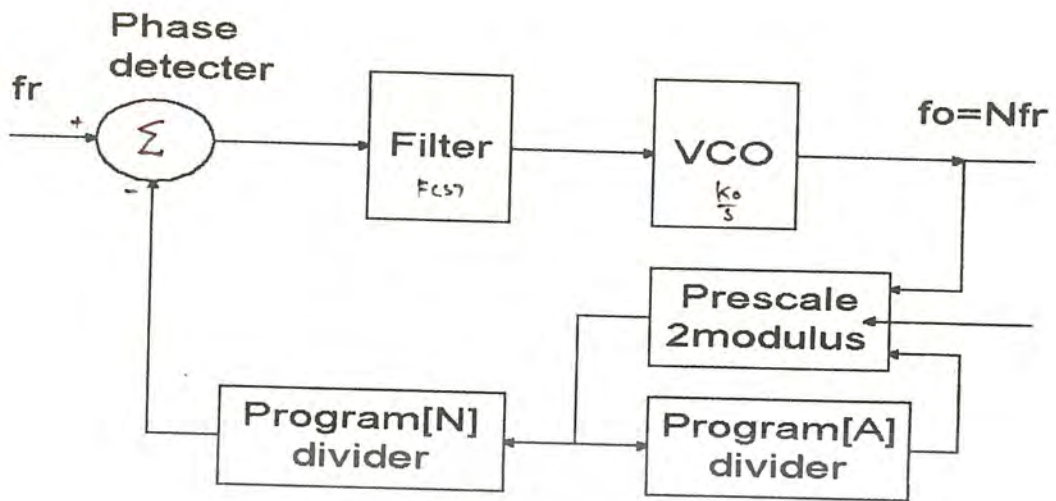 Phase
detecter
fr
+
Σ
-
Filter
F(s)
VCO
Ko
s
fo=Nfr
Prescale
2modulus
Program[N]
divider
Program[A]
divider